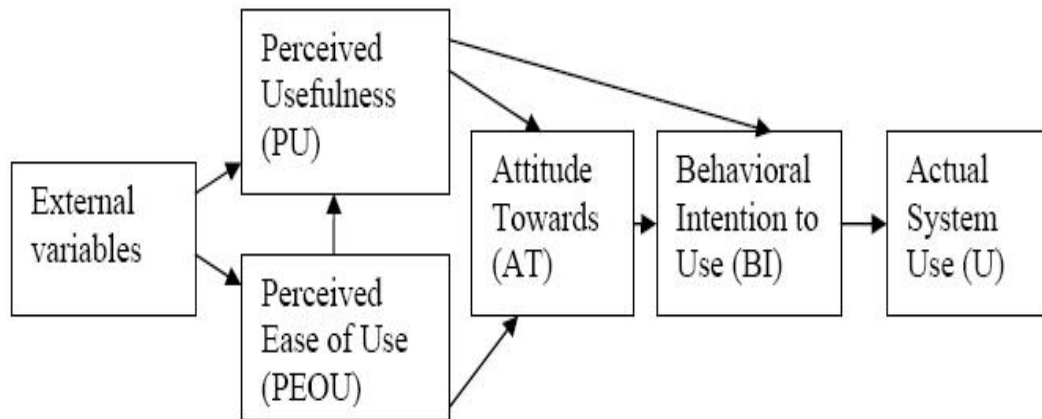 External
variables
Perceived
Usefulness
(PU)
Perceived
Ease of Use
(PEOU)
Attitude
Towards
(AT)
Behavioral
Intention to
Use (BI)
Actual
System
Use (U)